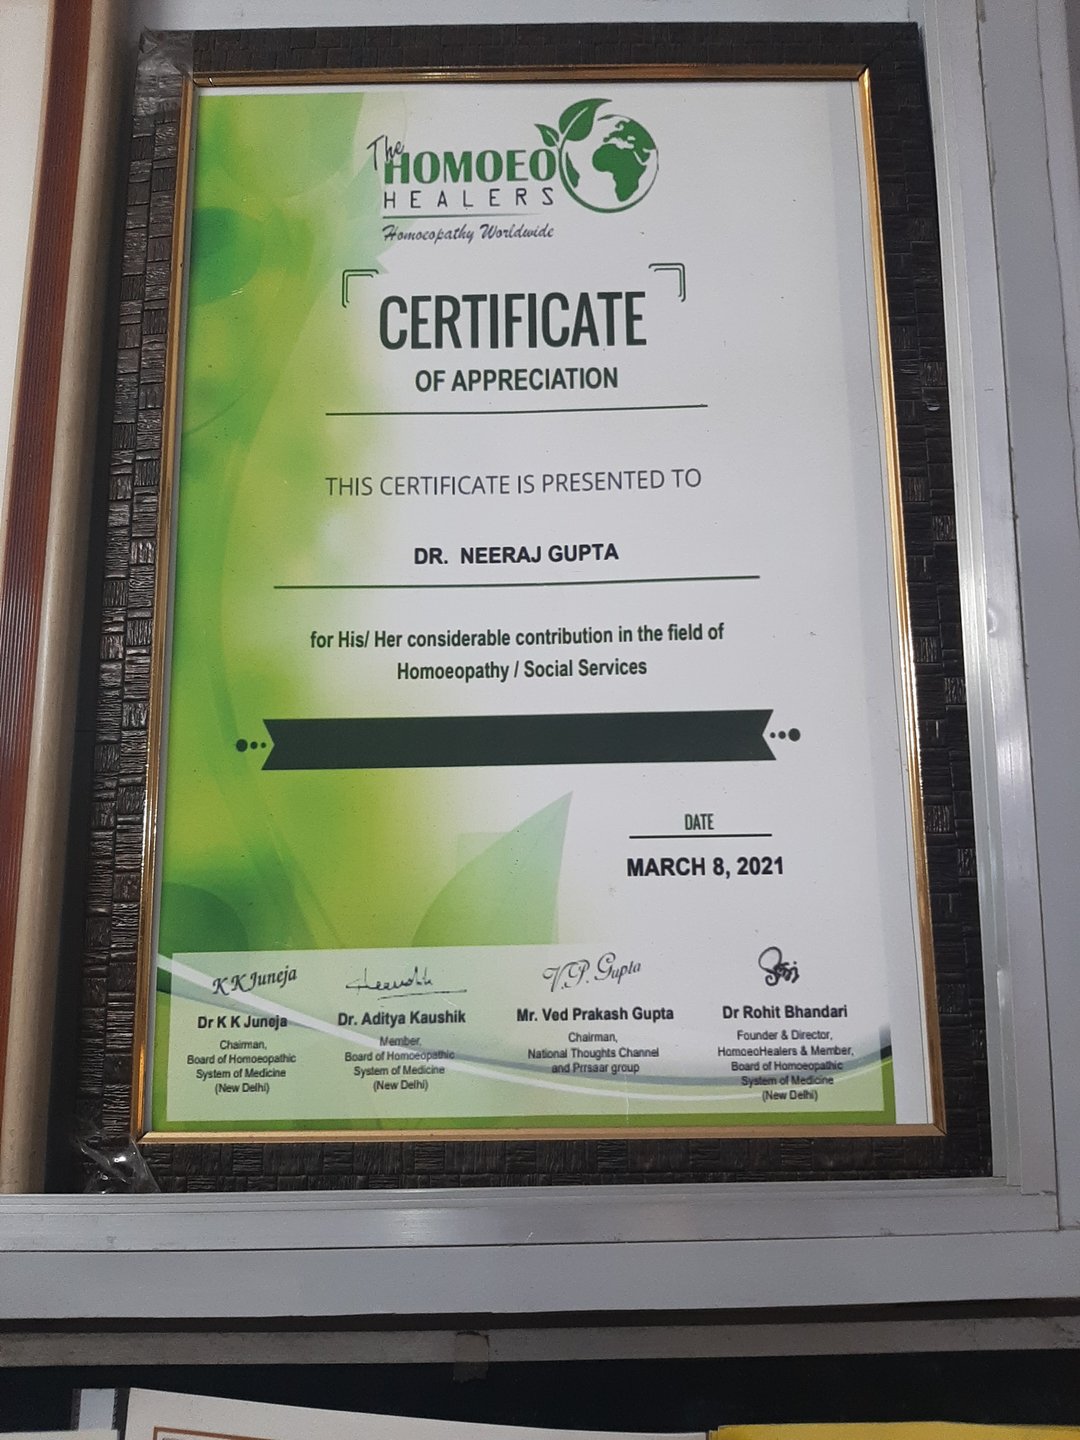 The
HOMOEO
HEALERS
Homoeopathy Worldwide
CERTIFICATE
OF APPRECIATION
THIS CERTIFICATE IS PRESENTED TO
DR. NEERAJ GUPTA
for His/ Her considerable contribution in the field of
Homoeopathy / Social Services
DATE
MARCH 8, 2021
K K Juneja
Dr K K Juneja
Chairman,
Board of Homoeopathic
System of Medicine
(New Delhi)
Dr. Aditya Kaushik
Member,
Board of Homoeopathic
System of Medicine
(New Delhi)
V.P. Gupta
Mr. Ved Prakash Gupta
Chairman,
National Thoughts Channel
and Prrsaar group
Dr Rohit Bhandari
Founder & Director,
HomoeoHealers & Member,
Board of Homoeopathic
System of Medicine
(New Delhi)